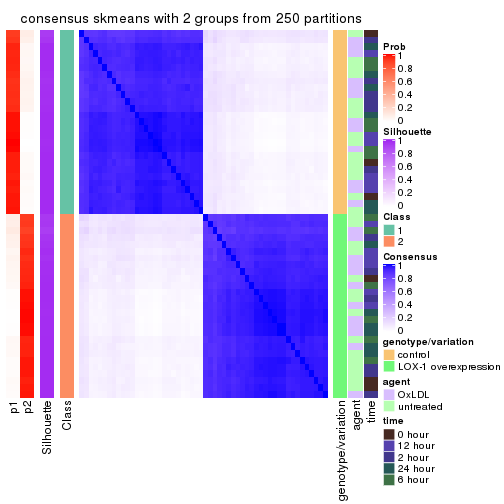 consensus skmeans with 2 groups from 250 partitions
Prob
1
0.8
0.6
0.4
0.2
0
Silhouette
1
0.8
0.6
0.4
0.2
0
Class
1
2
Consensus
1
0.8
0.6
0.4
0.2
0
genotype/variation
control
LOX-1 overexpression
agent
OxLDL
untreated
time
0 hour
12 hour
2 hour
24 hour
6 hour
p1
p2
Silhouette
Class
genotype/variation
agent
time